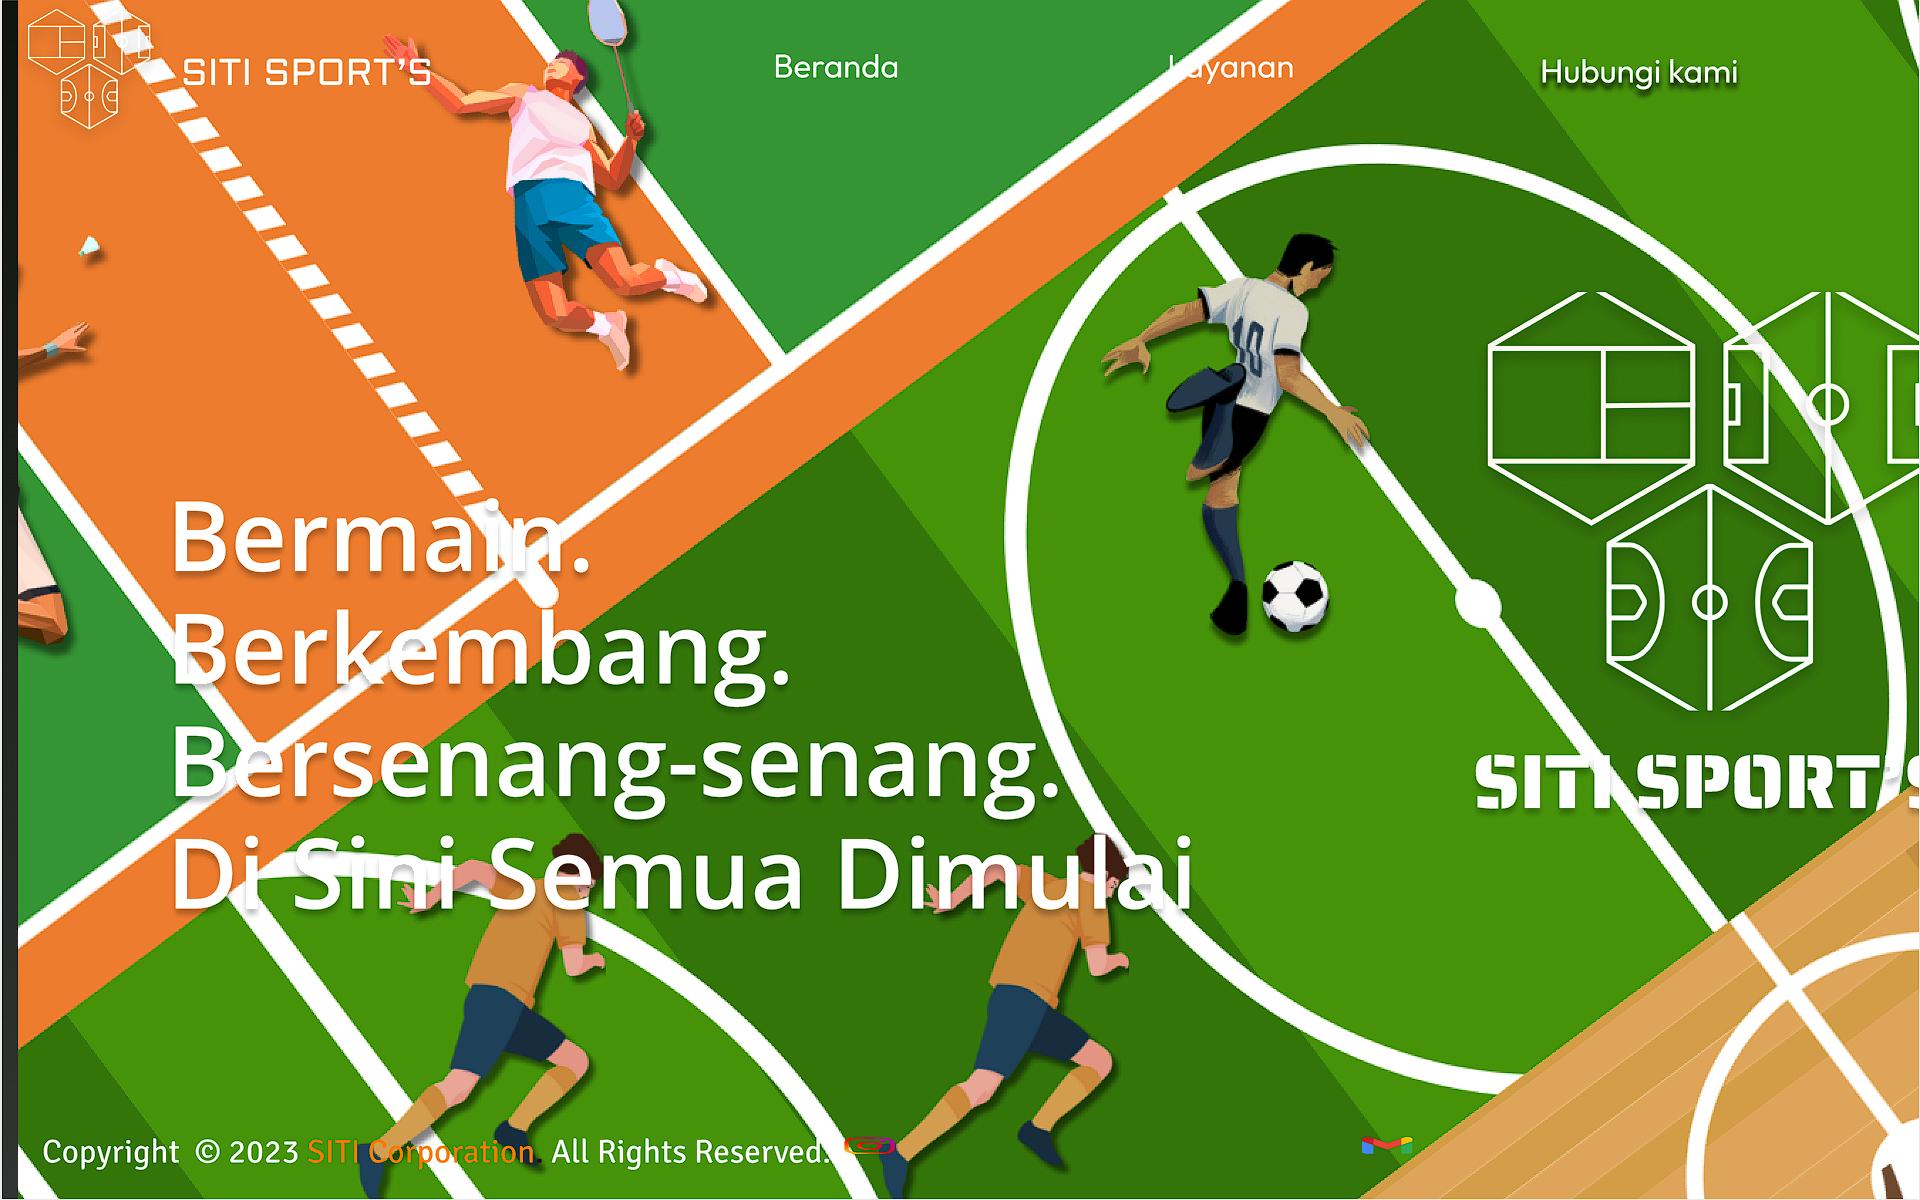 SITI SPORT'S
Beranda
Layanan
Hubungi kami
10
Bermain.
Berkembang.
Bersenang-senang.
Di Sini Semua Dimulai
SITI SPORT'S
Copyright © 2023 SITI Corporation. All Rights Reserved.